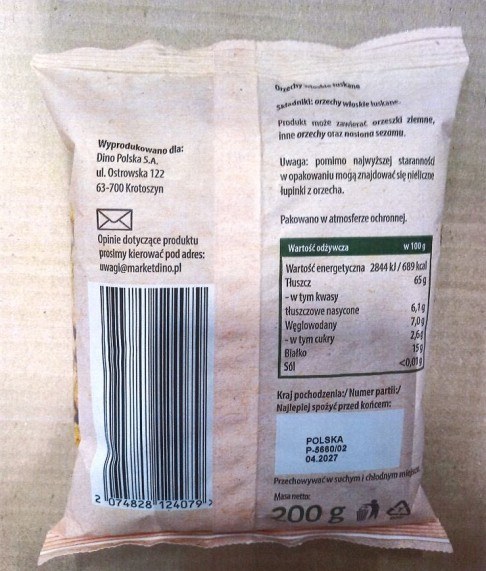 Wyprodukowano dla:
Dino Polska S.A.
ul. Ostrowska 122
63-700 Krotoszyn
Opinie dotyczące produktu
prosimy kierować pod adres:
uwagi@marketdino.pl
2 074828 124079 >
Orzechy włoskie łuskane
Składniki: orzechy włoskie łuskane.
Produkt może zawierać orzeszki ziemne,
inne orzechy oraz nasiona sezamu.
Uwaga: pomimo najwyższej staranności
w opakowaniu mogą znajdować się nieliczne
łupinki z orzecha.
Pakowano w atmosferze ochronnej.
Wartość odżywcza w 100 g
Wartość energetyczna 2844 kJ / 689 kcal
Tłuszcz 65 g
- w tym kwasy
tłuszczowe nasycone 6,1 g
Węglowodany 7,0 g
- w tym cukry 2,6 g
Białko 15 g
Sól <0,01 g
Kraj pochodzenia:/ Numer partii:/
Najlepiej spożyć przed końcem:
POLSKA
P-5660/02
04.2027
Przechowywać w suchym i chłodnym miejscu.
Masa netto:
200 g